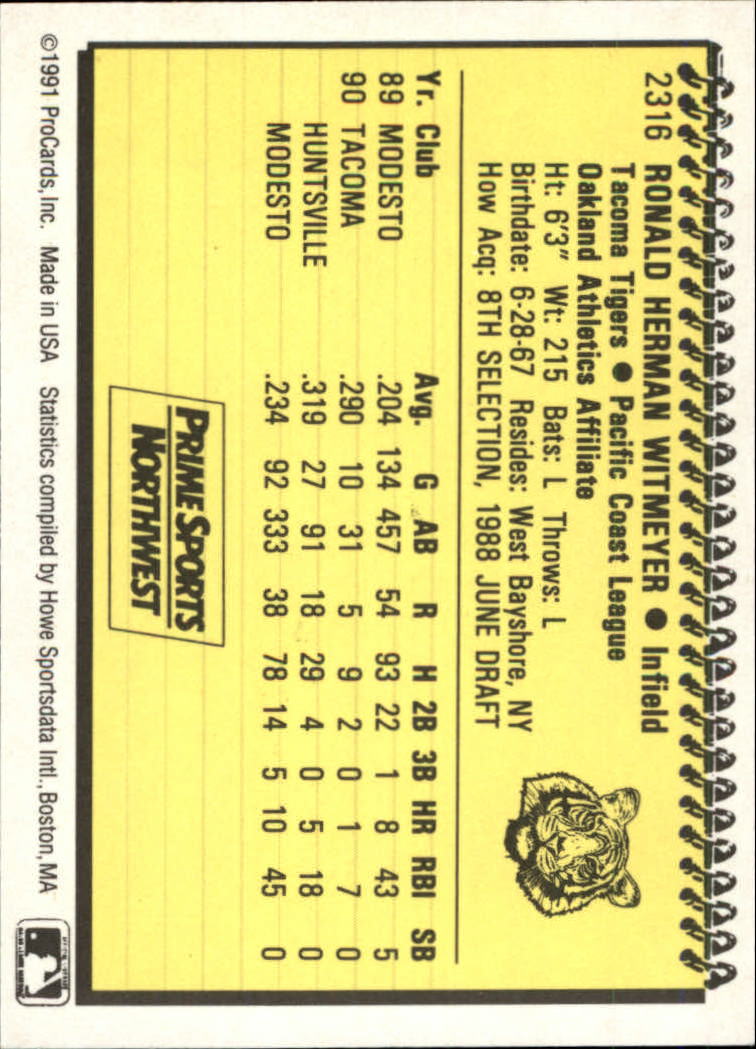 2316 RONALD HERMAN WITMEYER ● Infield
Tacoma Tigers ● Pacific Coast League
Oakland Athletics Affiliate
Ht: 6'3" Wt: 215 Bats: L Throws: L
Birthdate: 6-28-67 Resides: West Bayshore, NY
How Acq: 8TH SELECTION, 1988 JUNE DRAFT
Yr. Club Avg. G AB R H 2B 3B HR RBI SB
89 MODESTO .204 134 457 54 93 22 1 8 43 5
90 TACOMA .290 10 31 5 9 2 0 1 7 0
HUNTSVILLE .319 27 91 18 29 4 0 5 18 0
MODESTO .234 92 333 38 78 14 5 10 45 0
PRIME SPORTS
NORTHWEST
©1991 ProCards, Inc. Made in USA Statistics compiled by Howe Sportsdata Intl., Boston, MA